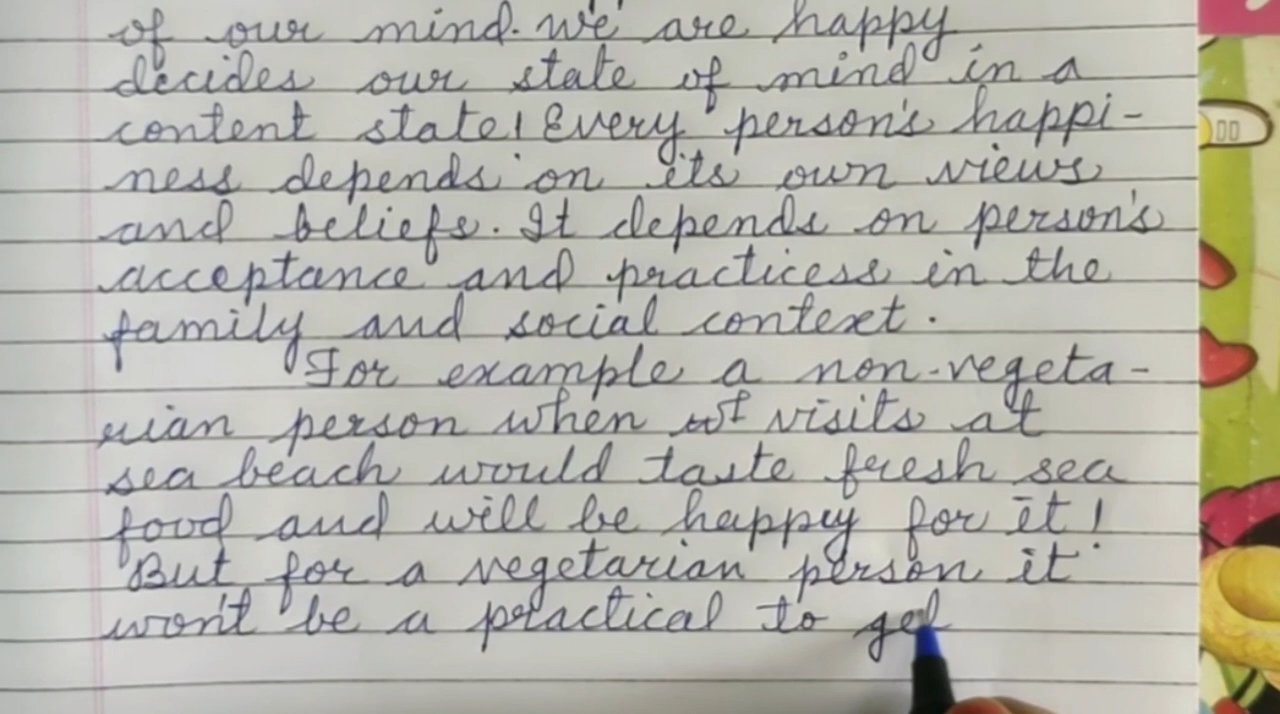 of our mind. we are happy
decides our state of mind in a
content state! Every person's happi-
ness depends on its own views
and beliefs. It depends on person's
acceptance and practicess in the
family and social context.
For example a non-vegeta-
rian person when visits at
sea beach would taste fresh sea
food and will be happy for it!
But for a vegetarian person it
won't be a practical to